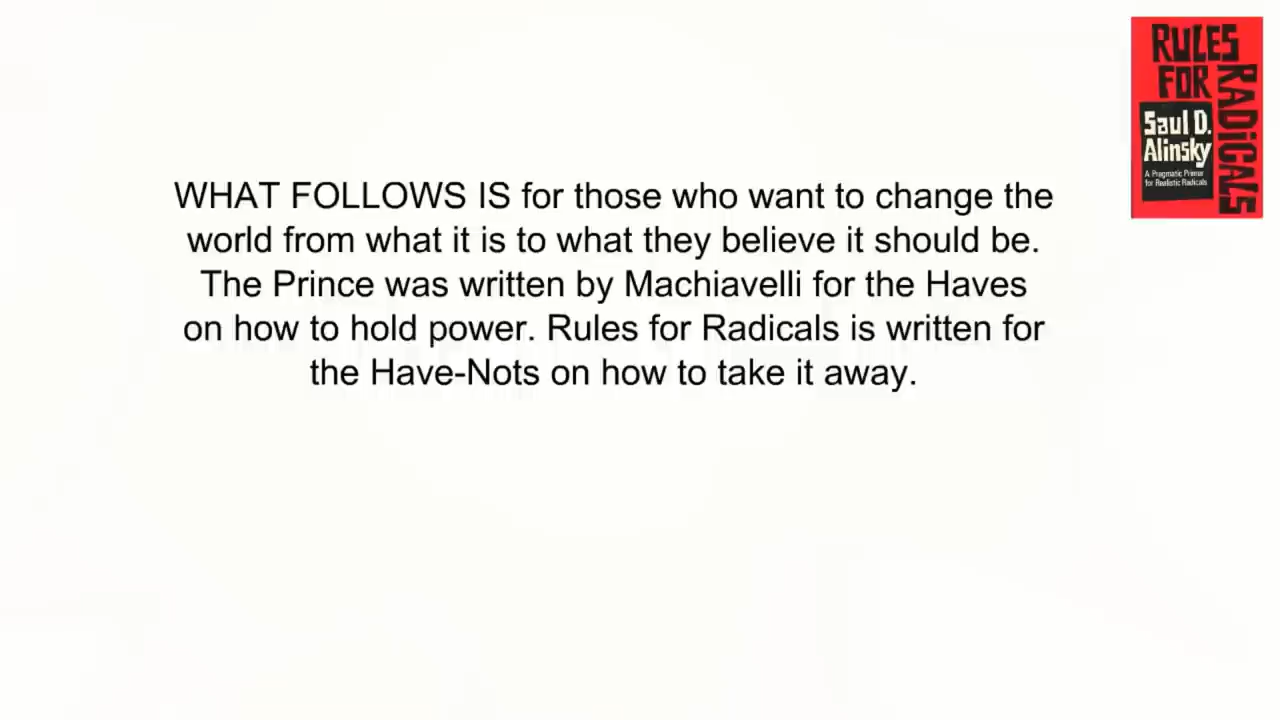 WHAT FOLLOWS IS for those who want to change the
world from what it is to what they believe it should be.
The Prince was written by Machiavelli for the Haves
on how to hold power. Rules for Radicals is written for
the Have-Nots on how to take it away.
RULES
FOR
RADiCALS
Saul D.
Alinsky
A Pragmatic Primer
for Realistic Radicals